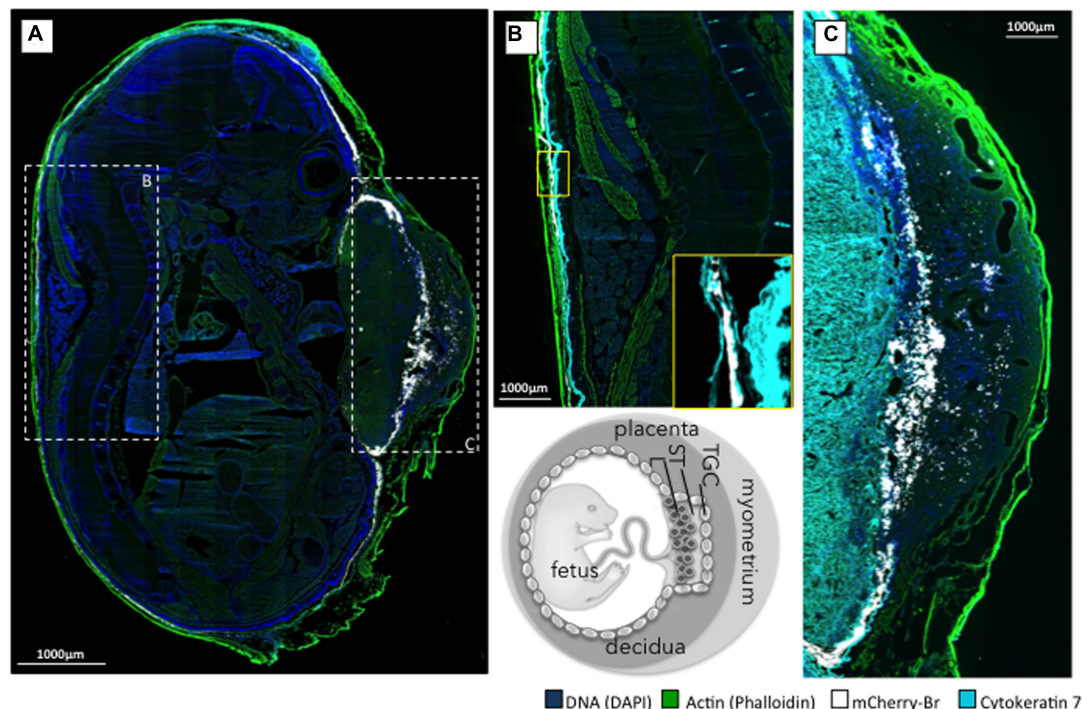 A
B
C
1000μm
B
C
1000μm
1000μm
placenta
ST
TGC
myometrium
fetus
decidua
DNA (DAPI) Actin (Phalloidin) mCherry-Br Cytokeratin 7